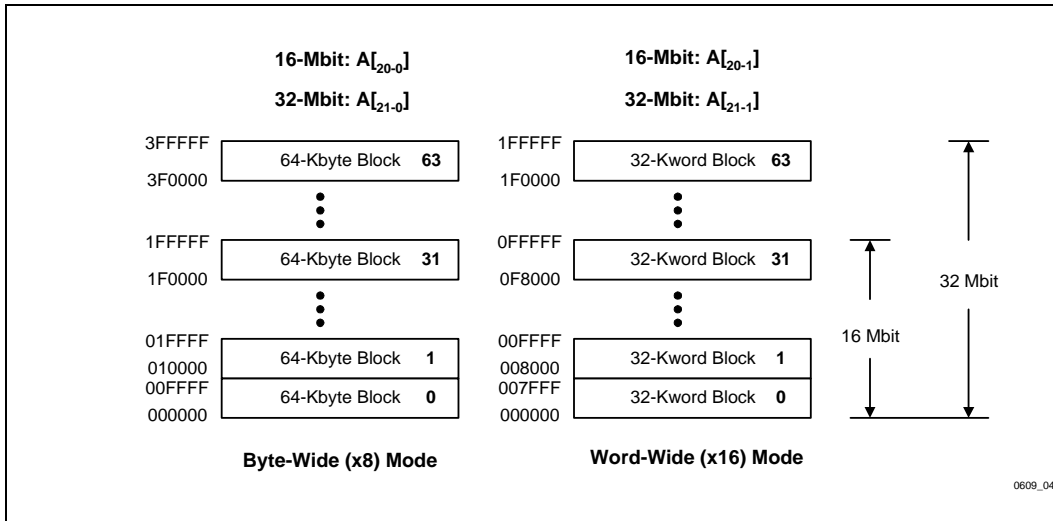 16-Mbit: A[20-0]
32-Mbit: A[21-0]
16-Mbit: A[20-1]
32-Mbit: A[21-1]
3FFFFF
64-Kbyte Block 63
3F0000
1FFFFF
32-Kword Block 63
1F0000
1FFFFF
64-Kbyte Block 31
1F0000
0FFFFF
32-Kword Block 31
0F8000
32 Mbit
16 Mbit
01FFFF
64-Kbyte Block 1
010000
00FFFF
64-Kbyte Block 0
000000
00FFFF
32-Kword Block 1
008000
007FFF
32-Kword Block 0
000000
Byte-Wide (x8) Mode
Word-Wide (x16) Mode
0609_04